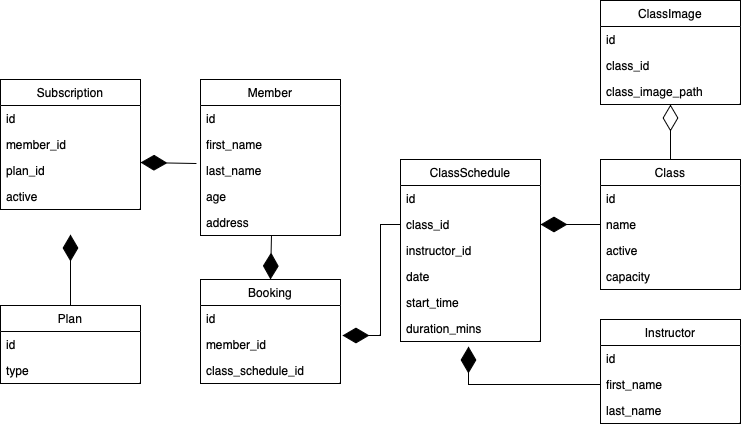 ClassImage
id
class_id
class_image_path
Subscription
id
member_id
plan_id
active
Member
id
first_name
last_name
age
address
ClassSchedule
id
class_id
instructor_id
date
start_time
duration_mins
Class
id
name
active
capacity
Plan
id
type
Booking
id
member_id
class_schedule_id
Instructor
id
first_name
last_name